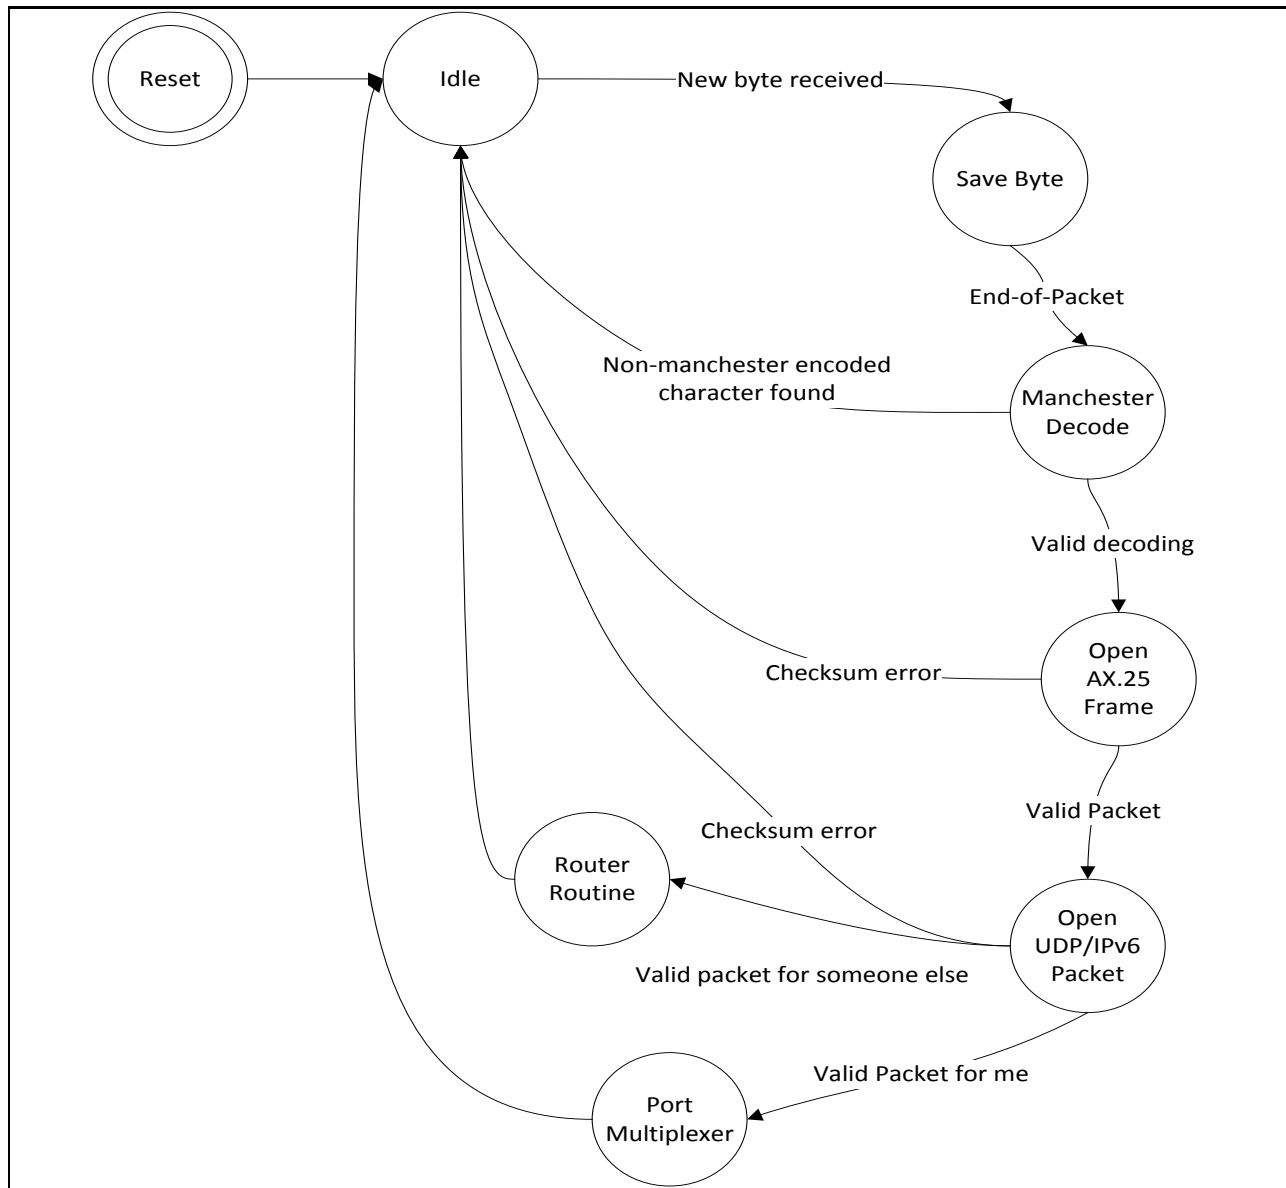 Reset
Idle
New byte received
Save Byte
End-of-Packet
Non-manchester encoded
character found
Manchester
Decode
Valid decoding
Open
AX.25
Frame
Checksum error
Valid Packet
Checksum error
Router
Routine
Open
UDP/IPv6
Packet
Valid packet for someone else
Valid Packet for me
Port
Multiplexer